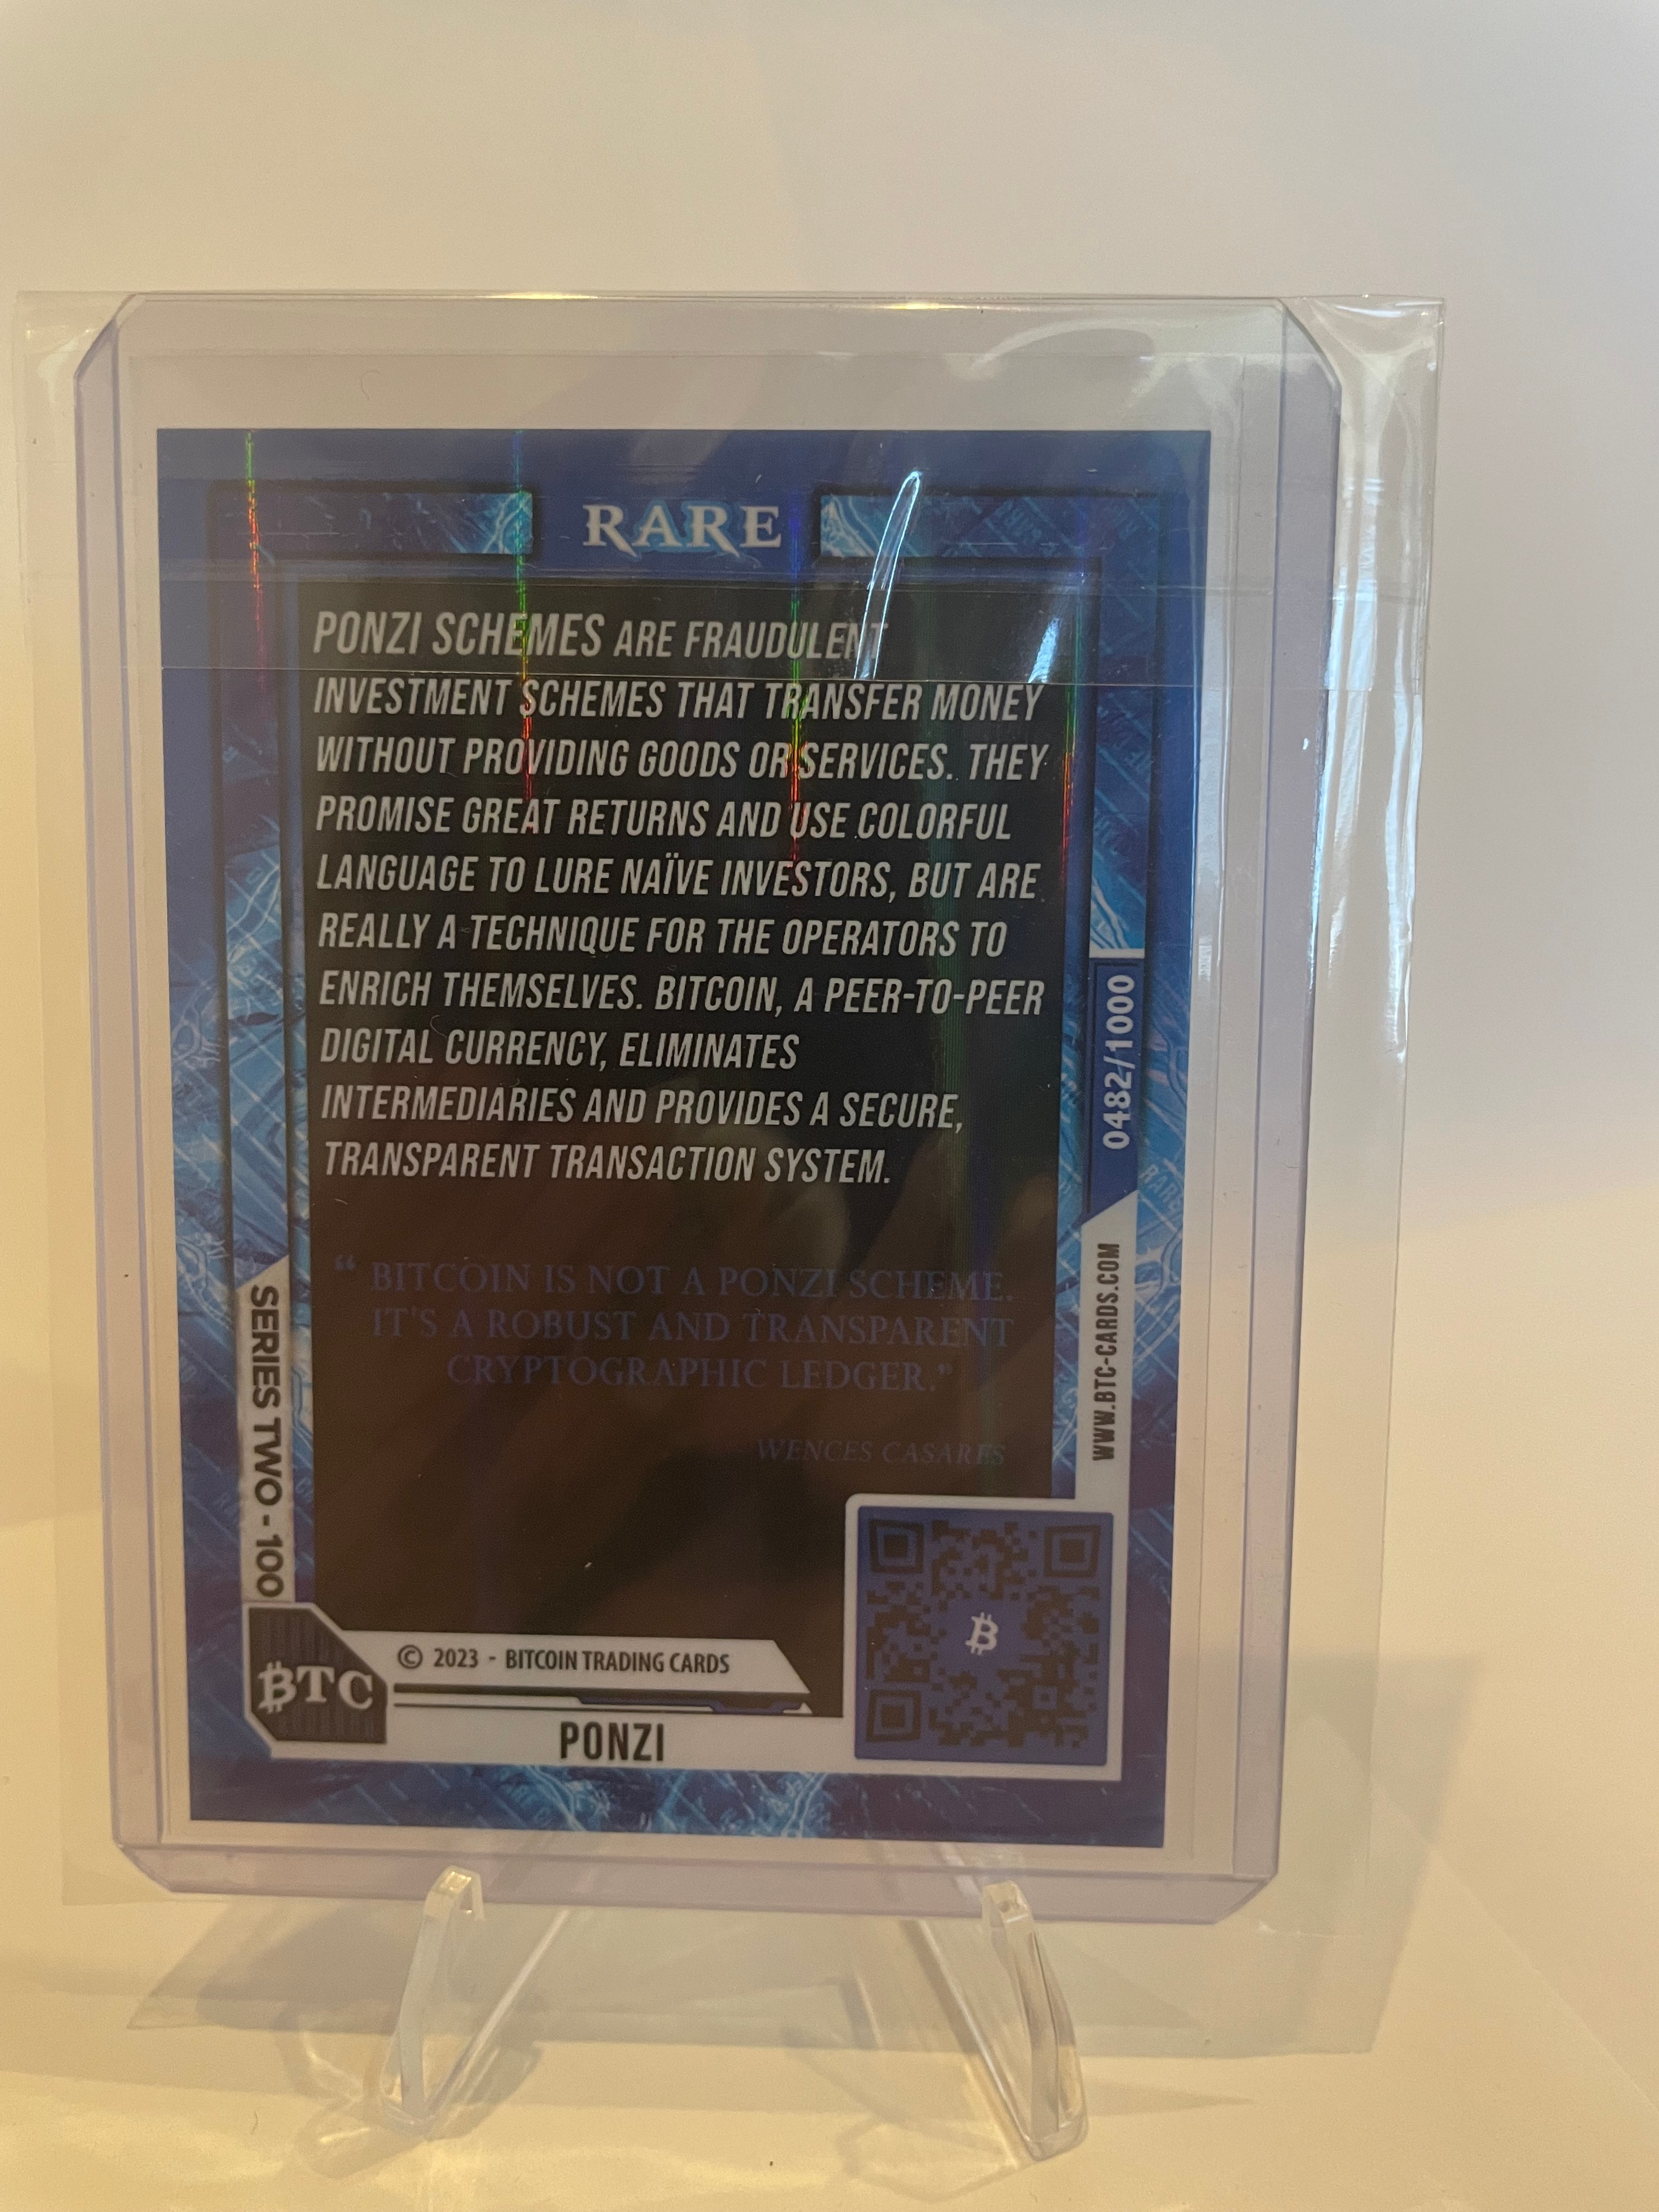 RARE
PONZI SCHEMES ARE FRAUDULENT
INVESTMENT SCHEMES THAT TRANSFER MONEY
WITHOUT PROVIDING GOODS OR SERVICES. THEY
PROMISE GREAT RETURNS AND USE COLORFUL
LANGUAGE TO LURE NAÏVE INVESTORS, BUT ARE
REALLY A TECHNIQUE FOR THE OPERATORS TO
ENRICH THEMSELVES. BITCOIN, A PEER-TO-PEER
DIGITAL CURRENCY, ELIMINATES
INTERMEDIARIES AND PROVIDES A SECURE,
TRANSPARENT TRANSACTION SYSTEM.
“ BITCOIN IS NOT A PONZI SCHEME.
IT'S A ROBUST AND TRANSPARENT
CRYPTOGRAPHIC LEDGER.”
WENCES CASARES
0482/1000
WWW.BTC-CARDS.COM
SERIES TWO - 100
₿TC
© 2023 - BITCOIN TRADING CARDS
PONZI
₿
RARE